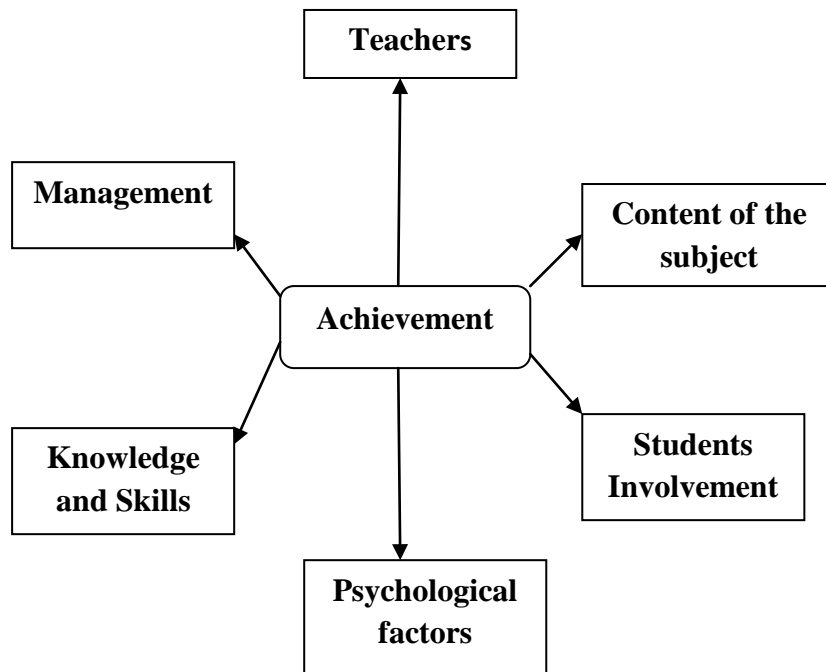 Teachers
Management
Content of the
subject
Achievement
Knowledge
and Skills
Students
Involvement
Psychological
factors